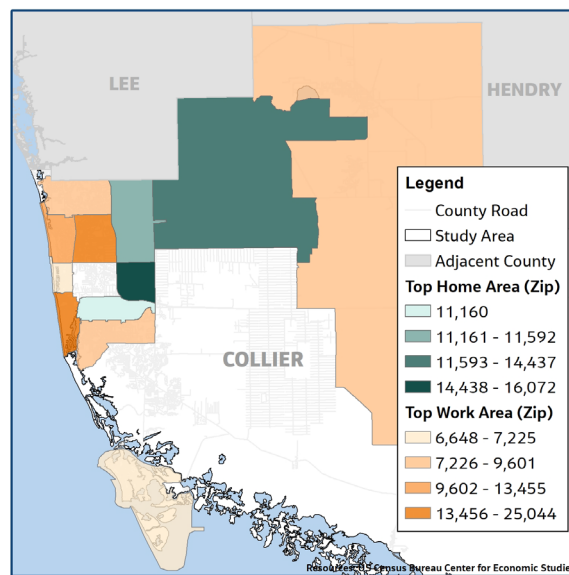 LEE
HENDRY
COLLIER
Legend
County Road
Study Area
Adjacent County
Top Home Area (Zip)
11,160
11,161 - 11,592
11,593 - 14,437
14,438 - 16,072
Top Work Area (Zip)
6,648 - 7,225
7,226 - 9,601
9,602 - 13,455
13,456 - 25,044
Resources: US Census Bureau Center for Economic Studie